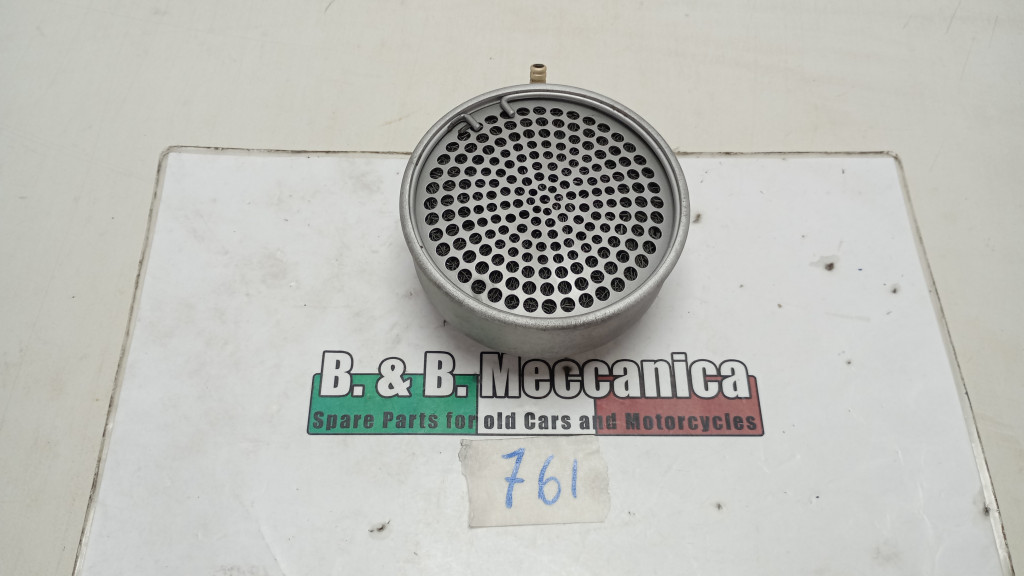 B. & B. Meccanica
Spare Parts for old Cars and Motorcycles
761